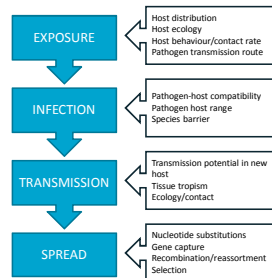 EXPOSURE
Host distribution
Host ecology
Host behaviour/contact rate
Pathogen transmission route
INFECTION
Pathogen-host compatibility
Pathogen host range
Species barrier
TRANSMISSION
Transmission potential in new
host
Tissue tropism
Ecology/contact
SPREAD
Nucleotide substitutions
Gene capture
Recombination/reassortment
Selection